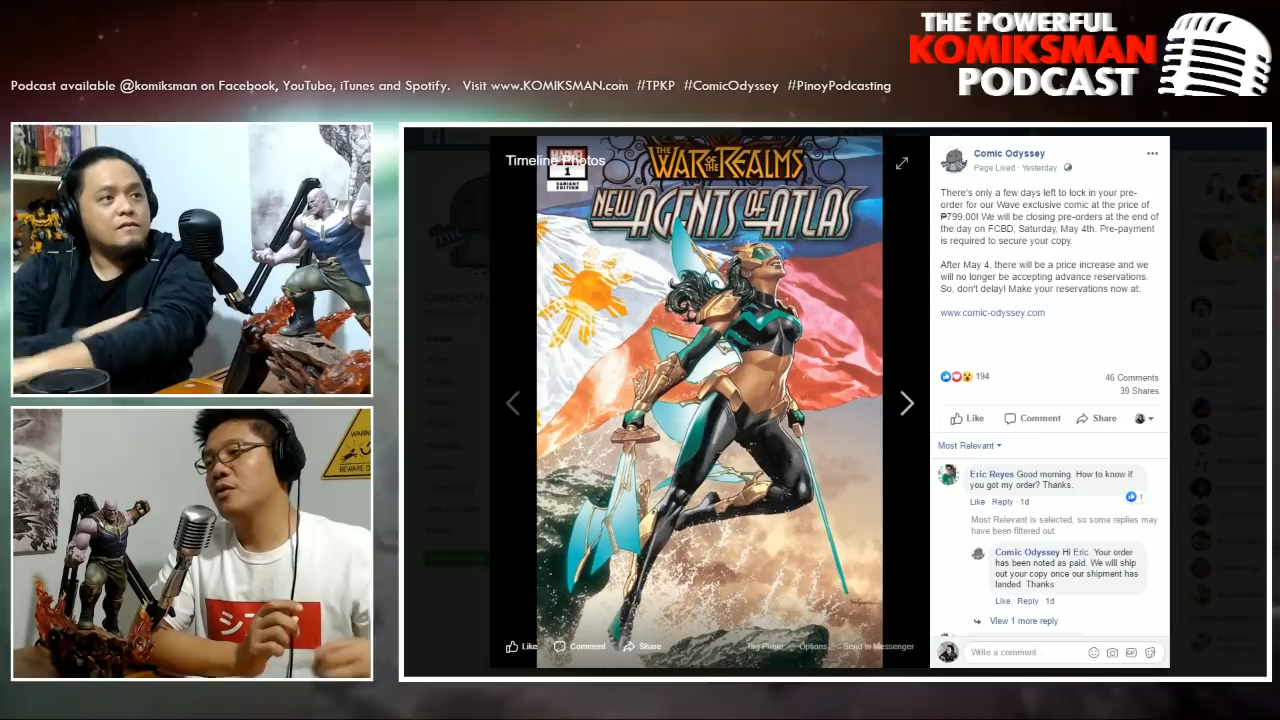 THE POWERFUL
KOMIKSMAN
PODCAST
Podcast available @komiksman on Facebook, YouTube, iTunes and Spotify. Visit www.KOMIKSMAN.com #TPKP #ComicOdyssey #PinoyPodcasting
WARN
BEWARE
シ
Timeline Photos
MARVEL
1
VARIANT
EDITION
THE WAR OF THE REALMS
NEW AGENTS OF ATLAS
Like Comment Share
Tag Photo Options Send in Messenger
Comic Odyssey
Page Liked · Yesterday
There's only a few days left to lock in your pre-
order for our Wave exclusive comic at the price of
₱799.00! We will be closing pre-orders at the end of
the day on FCBD, Saturday, May 4th. Pre-payment
is required to secure your copy.
After May 4, there will be a price increase and we
will no longer be accepting advance reservations.
So, don't delay! Make your reservations now at:
www.comic-odyssey.com
194
46 Comments
39 Shares
Like Comment Share
Most Relevant
Eric Reyes Good morning. How to know if
you got my order? Thanks.
1
Like · Reply · 1d
Most Relevant is selected, so some replies may
have been filtered out.
Comic Odyssey Hi Eric. Your order
has been noted as paid. We will ship
out your copy once our shipment has
landed. Thanks
Like · Reply · 1d
View 1 more reply
Write a comment
GIF